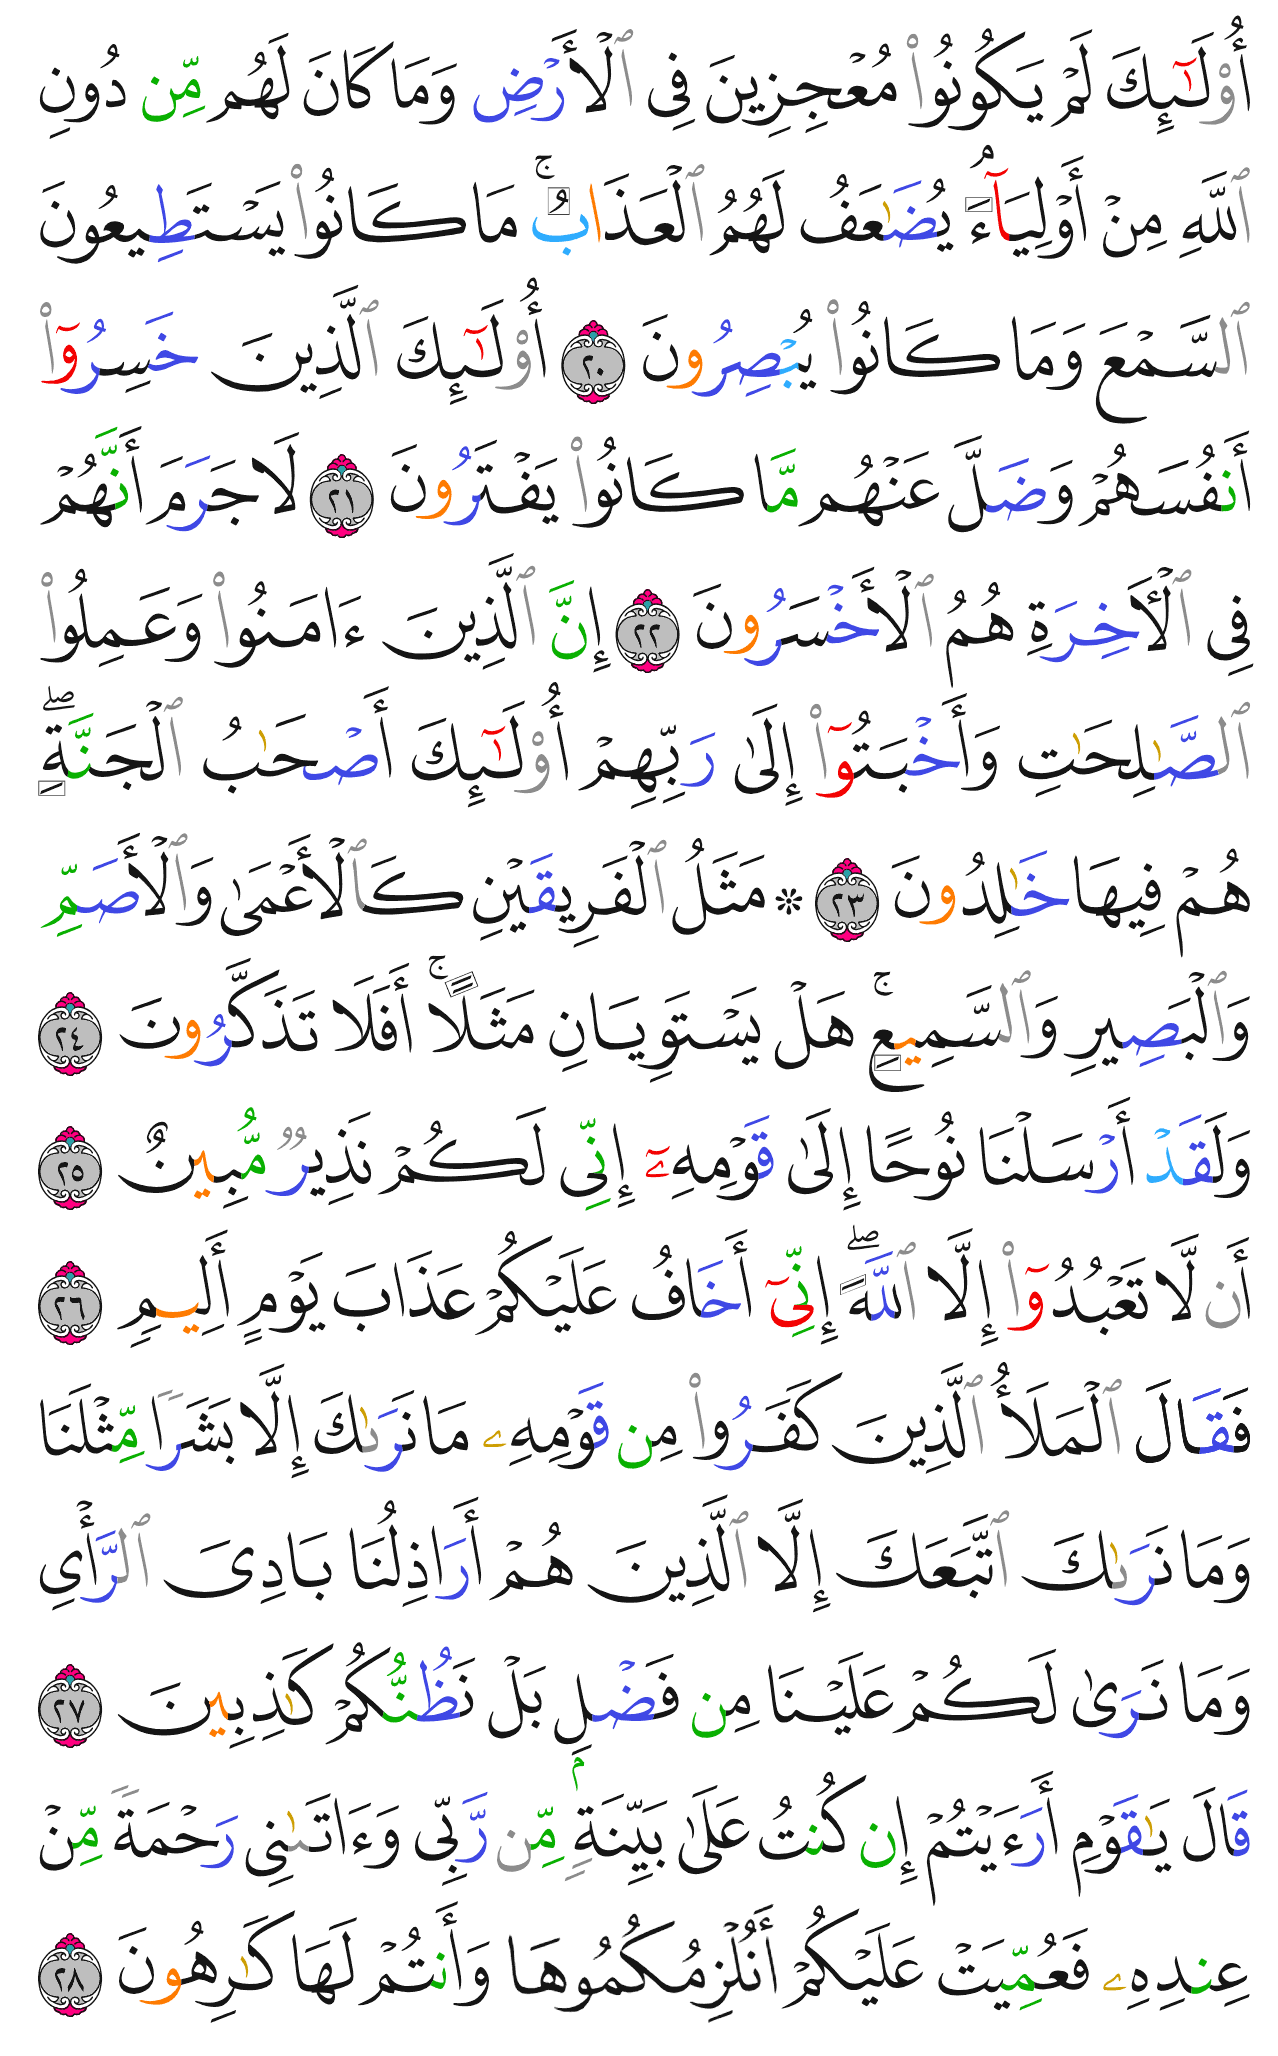 أُو۟لَـٰٓئِكَ لَمْ يَكُونُوا۟ مُعْجِزِينَ فِى ٱلْأَرْضِ وَمَا كَانَ لَهُم مِّن دُونِ
ٱللَّهِ مِنْ أَوْلِيَآءَ ۘ يُضَـٰعَفُ لَهُمُ ٱلْعَذَابُ ۚ مَا كَانُوا۟ يَسْتَطِيعُونَ
ٱلسَّمْعَ وَمَا كَانُوا۟ يُبْصِرُونَ ٢٠ أُو۟لَـٰٓئِكَ ٱلَّذِينَ خَسِرُوٓا۟
أَنفُسَهُمْ وَضَلَّ عَنْهُم مَّا كَانُوا۟ يَفْتَرُونَ ٢١ لَا جَرَمَ أَنَّهُمْ
فِى ٱلْـَٔاخِرَةِ هُمُ ٱلْأَخْسَرُونَ ٢٢ إِنَّ ٱلَّذِينَ ءَامَنُوا۟ وَعَمِلُوا۟
ٱلصَّـٰلِحَـٰتِ وَأَخْبَتُوٓا۟ إِلَىٰ رَبِّهِمْ أُو۟لَـٰٓئِكَ أَصْحَـٰبُ ٱلْجَنَّةِ ۖ
هُمْ فِيهَا خَـٰلِدُونَ ٢٣ ۞ مَثَلُ ٱلْفَرِيقَيْنِ كَٱلْأَعْمَىٰ وَٱلْأَصَمِّ
وَٱلْبَصِيرِ وَٱلسَّمِيعِ ۚ هَلْ يَسْتَوِيَانِ مَثَلًا ۚ أَفَلَا تَذَكَّرُونَ ٢٤
وَلَقَدْ أَرْسَلْنَا نُوحًا إِلَىٰ قَوْمِهِۦٓ إِنِّى لَكُمْ نَذِيرٌ مُّبِينٌ ٢٥
أَن لَّا تَعْبُدُوٓا۟ إِلَّا ٱللَّهَ ۖ إِنِّىٓ أَخَافُ عَلَيْكُمْ عَذَابَ يَوْمٍ أَلِيمٍ ٢٦
فَقَالَ ٱلْمَلَأُ ٱلَّذِينَ كَفَرُوا۟ مِن قَوْمِهِۦ مَا نَرَىٰكَ إِلَّا بَشَرًا مِّثْلَنَا
وَمَا نَرَىٰكَ ٱتَّبَعَكَ إِلَّا ٱلَّذِينَ هُمْ أَرَاذِلُنَا بَادِىَ ٱلرَّأْىِ
وَمَا نَرَىٰ لَكُمْ عَلَيْنَا مِن فَضْلٍۭ بَلْ نَظُنُّكُمْ كَـٰذِبِينَ ٢٧
قَالَ يَـٰقَوْمِ أَرَءَيْتُمْ إِن كُنتُ عَلَىٰ بَيِّنَةٍ مِّن رَّبِّى وَءَاتَىٰنِى رَحْمَةً مِّنْ
عِندِهِۦ فَعُمِّيَتْ عَلَيْكُمْ أَنُلْزِمُكُمُوهَا وَأَنتُمْ لَهَا كَـٰرِهُونَ ٢٨